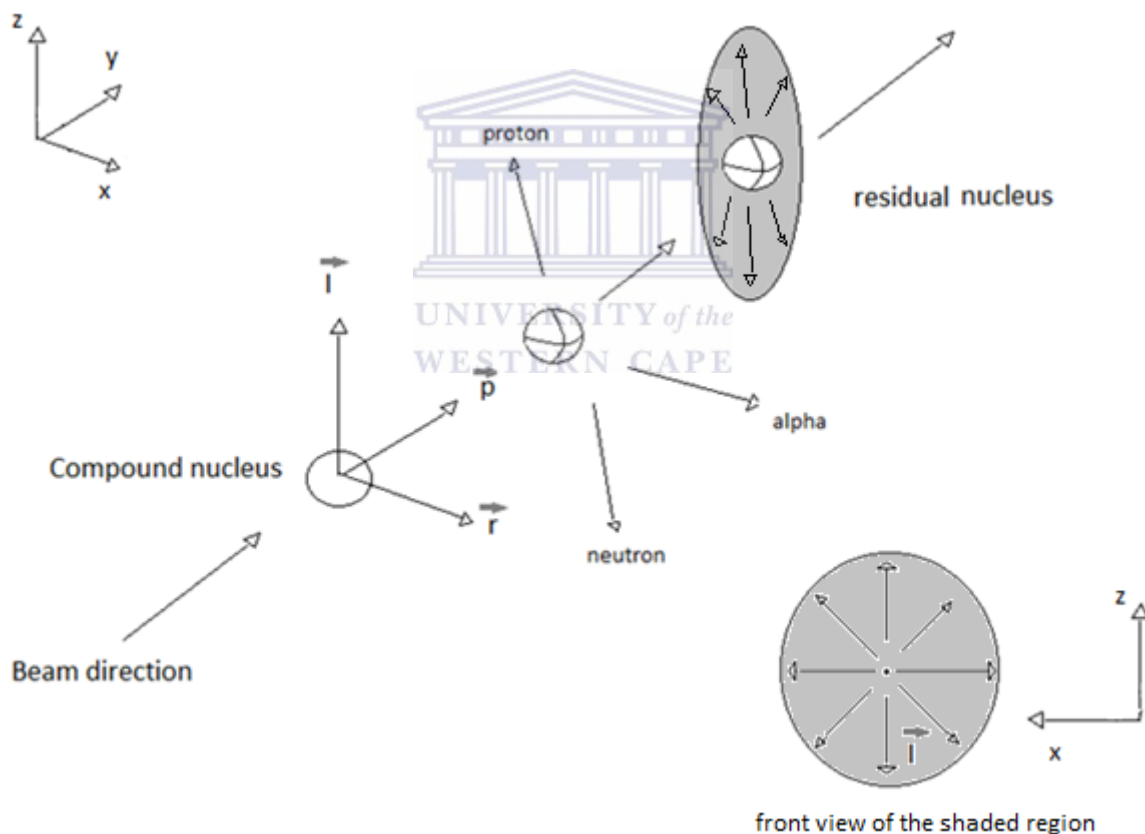 z
y
x
proton
residual nucleus
I
UNIVERSITY of the
WESTERN CAPE
p
alpha
Compound nucleus
r
neutron
Beam direction
z
I
x
front view of the shaded region